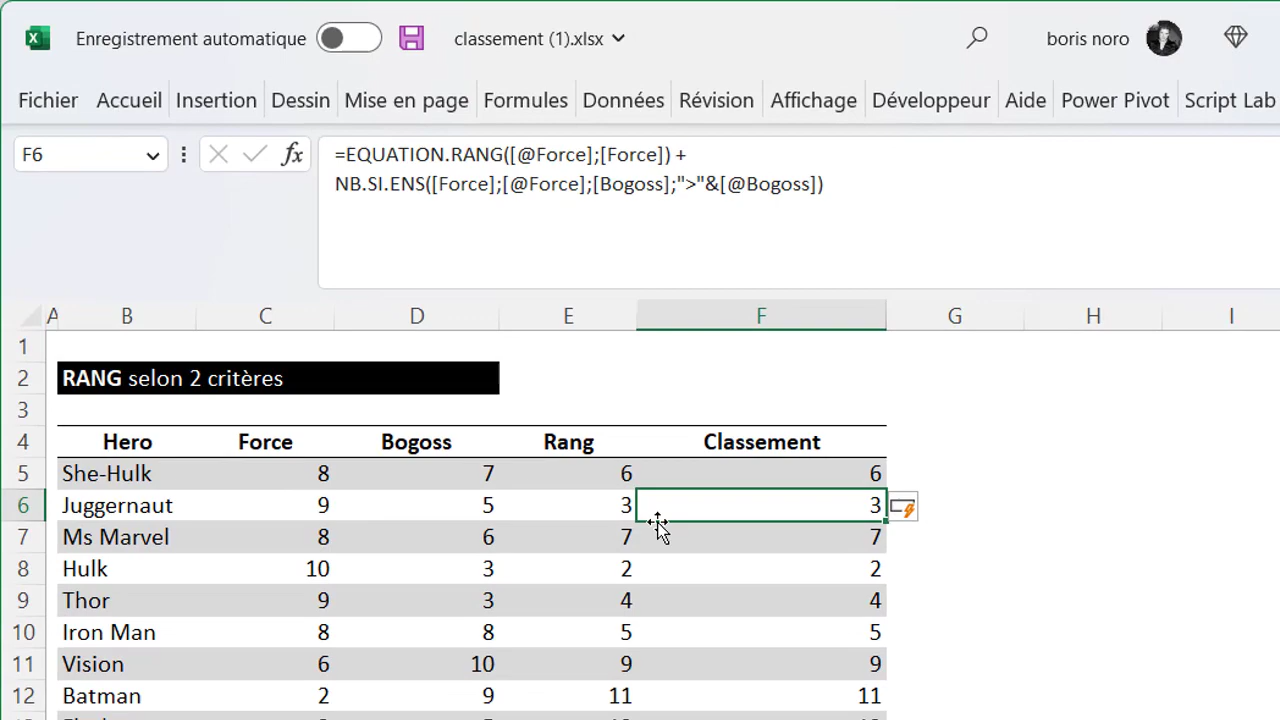 Enregistrement automatique classement (1).xlsx boris noro
Fichier Accueil Insertion Dessin Mise en page Formules Données Révision Affichage Développeur Aide Power Pivot Script Lab
F6 fx =EQUATION.RANG([@Force];[Force]) +
NB.SI.ENS([Force];[@Force];[Bogoss];">"&[@Bogoss])
A B C D E F G H I
1
2 RANG selon 2 critères
3
4 Hero Force Bogoss Rang Classement
5 She-Hulk 8 7 6 6
6 Juggernaut 9 5 3 3
7 Ms Marvel 8 6 7 7
8 Hulk 10 3 2 2
9 Thor 9 3 4 4
10 Iron Man 8 8 5 5
11 Vision 6 10 9 9
12 Batman 2 9 11 11